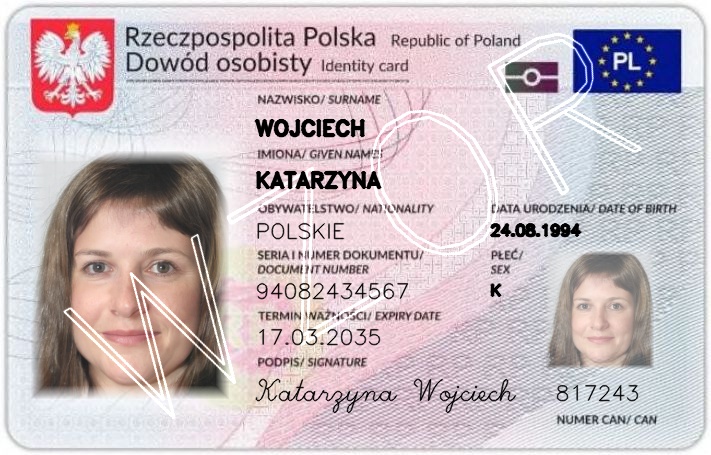 Rzeczpospolita Polska Republic of Poland
Dowód osobisty Identity card
PL
NAZWISKO/ SURNAME
WOJCIECH
IMIONA/ GIVEN NAMES
KATARZYNA
OBYWATELSTWO/ NATIONALITY
DATA URODZENIA/ DATE OF BIRTH
POLSKIE
24.08.1994
SERIA I NUMER DOKUMENTU/
DOCUMENT NUMBER
PŁEĆ/
SEX
94082434567
K
TERMIN WAŻNOŚCI/ EXPIRY DATE
17.03.2035
PODPIS/ SIGNATURE
Katarzyna Wojciech
817243
NUMER CAN/ CAN
WZÓR